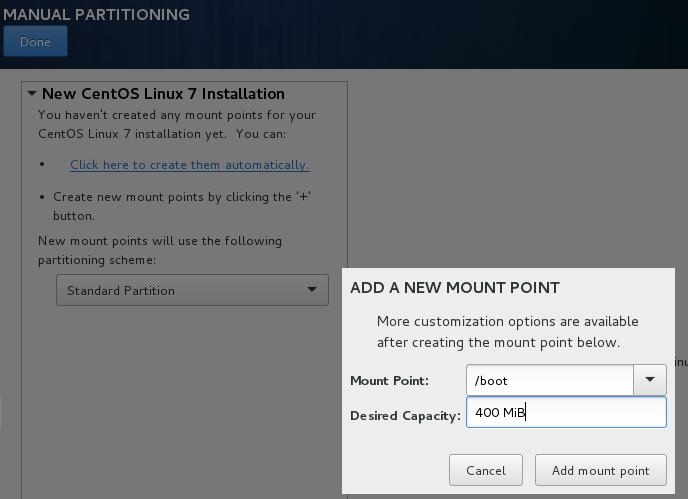 MANUAL PARTITIONING
Done
New CentOS Linux 7 Installation
You haven't created any mount points for your
CentOS Linux 7 installation yet.  You can:
• Click here to create them automatically.
• Create new mount points by clicking the '+'
button.
New mount points will use the following
partitioning scheme:
Standard Partition
ADD A NEW MOUNT POINT
More customization options are available
after creating the mount point below.
Mount Point:
/boot
Desired Capacity:
400 MiB
Cancel
Add mount point